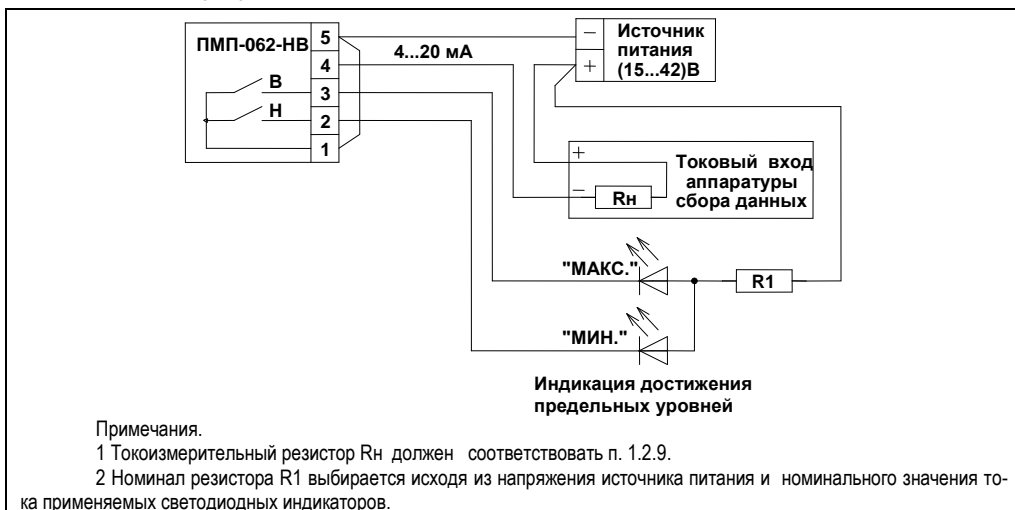 ПМП-062-НВ
5
4
3
2
1
В
Н
4...20 мА
−
+
Источник
питания
(15...42)В
+
−
Rн
Токовый вход
аппаратуры
сбора данных
"МАКС."
R1
"МИН."
Индикация достижения
предельных уровней
Примечания.
1 Токоизмерительный резистор Rн должен соответствовать п. 1.2.9.
2 Номинал резистора R1 выбирается исходя из напряжения источника питания и номинального значения то-
ка применяемых светодиодных индикаторов.